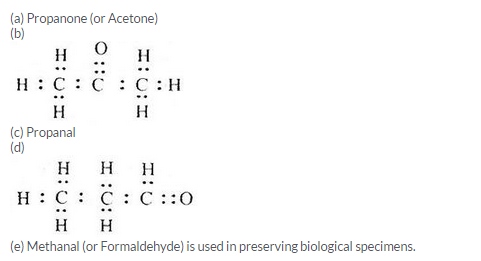 (a) Propanone (or Acetone)
(b)
H O H
H : C : C : C : H
H H
(c) Propanal
(d)
H H H
H : C : C : C ::O
H H
(e) Methanal (or Formaldehyde) is used in preserving biological specimens.